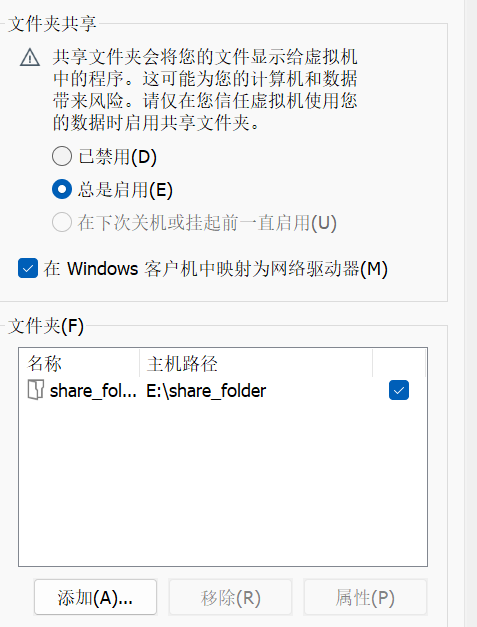 文件夹共享
共享文件夹会将您的文件显示给虚拟机
中的程序。这可能为您的计算机和数据
带来风险。请仅在您信任虚拟机使用您
的数据时启用共享文件夹。
已禁用(D)
总是启用(E)
在下次关机或挂起前一直启用(U)
在 Windows 客户机中映射为网络驱动器(M)
文件夹(F)
名称 主机路径
share_fol... E:\share_folder
添加(A)... 移除(R) 属性(P)